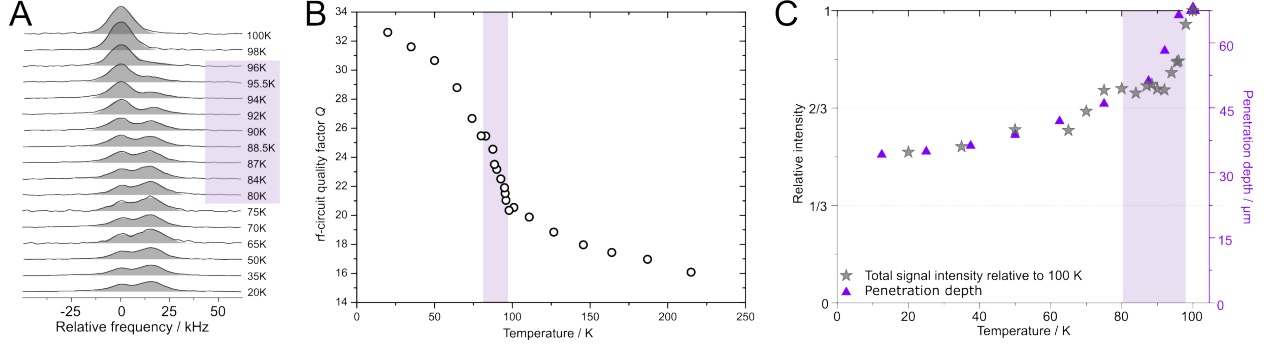 A
100K
98K
96K
95.5K
94K
92K
90K
88.5K
87K
84K
80K
75K
70K
65K
50K
35K
20K
-25 0 25 50
Relative frequency / kHz
B
34
32
30
28
26
24
22
20
18
16
14
rf-circuit quality factor Q
0 50 100 150 200 250
Temperature / K
C
1
2/3
1/3
1
Relative intensity
Total signal intensity relative to 100 K
Penetration depth
0 20 40 60 80 100
Temperature / K
60
45
30
15
0
Penetration depth / μm